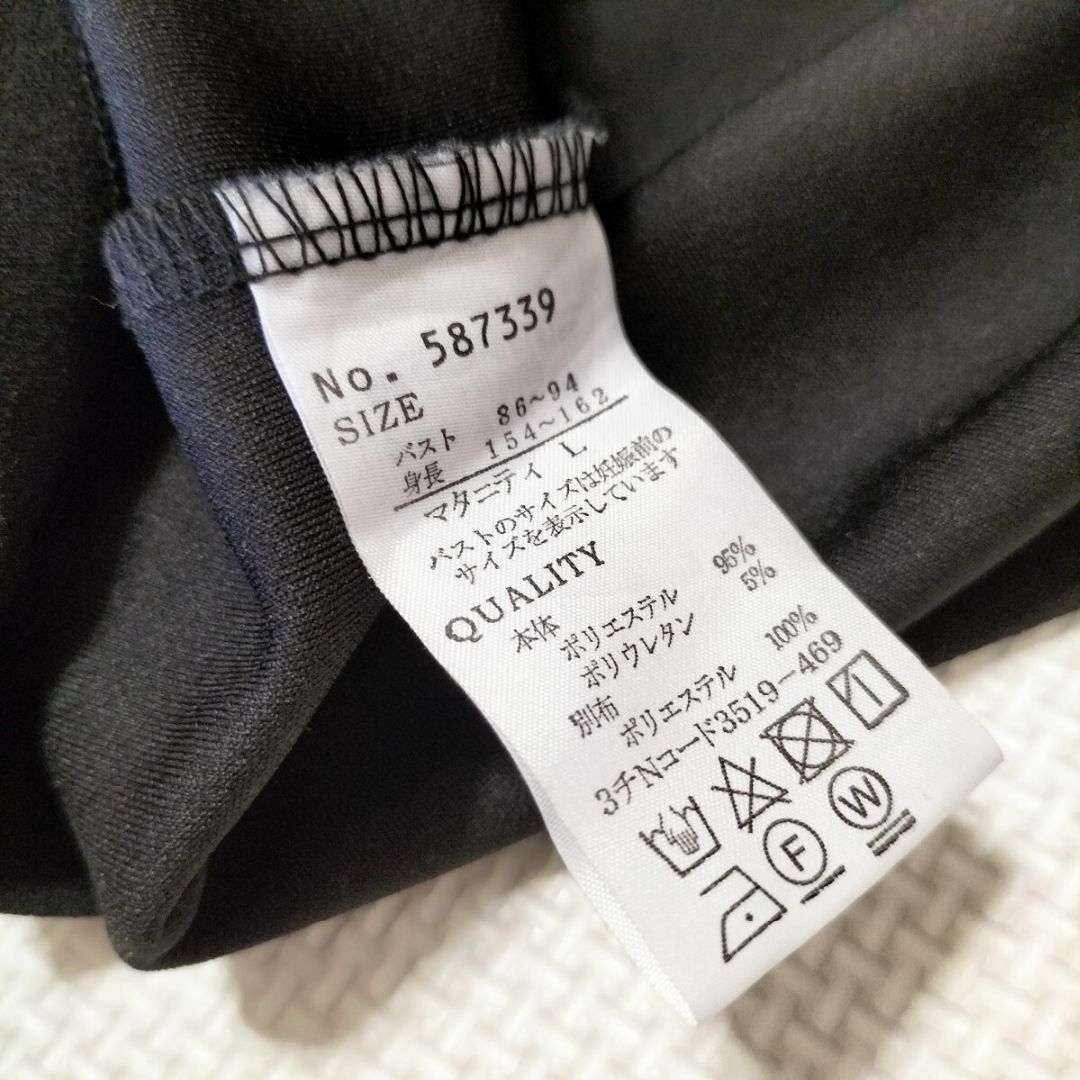 No. 587339
SIZE
バスト 86~94
身長 154~162
マタニティ L
バストのサイズは妊娠前の
サイズを表示しています
QUALITY
本体 ポリエステル 95%
ポリウレタン 5%
別布 ポリエステル 100%
3チNコード3519-469
F
W